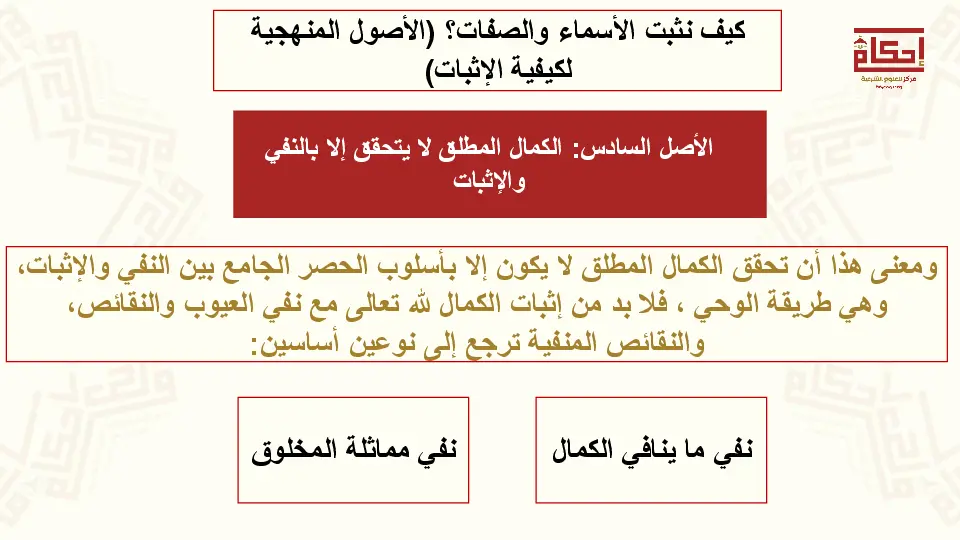 كيف نثبت الأسماء والصفات؟ (الأصول المنهجية
لكيفية الإثبات)
إحكام
مركز للعلوم الشرعية
الأصل السادس: الكمال المطلق لا يتحقق إلا بالنفي
والإثبات
ومعنى هذا أن تحقق الكمال المطلق لا يكون إلا بأسلوب الحصر الجامع بين النفي والإثبات،
وهي طريقة الوحي ، فلا بد من إثبات الكمال لله تعالى مع نفي العيوب والنقائص،
والنقائص المنفية ترجع إلى نوعين أساسين:
نفي ما ينافي الكمال
نفي مماثلة المخلوق